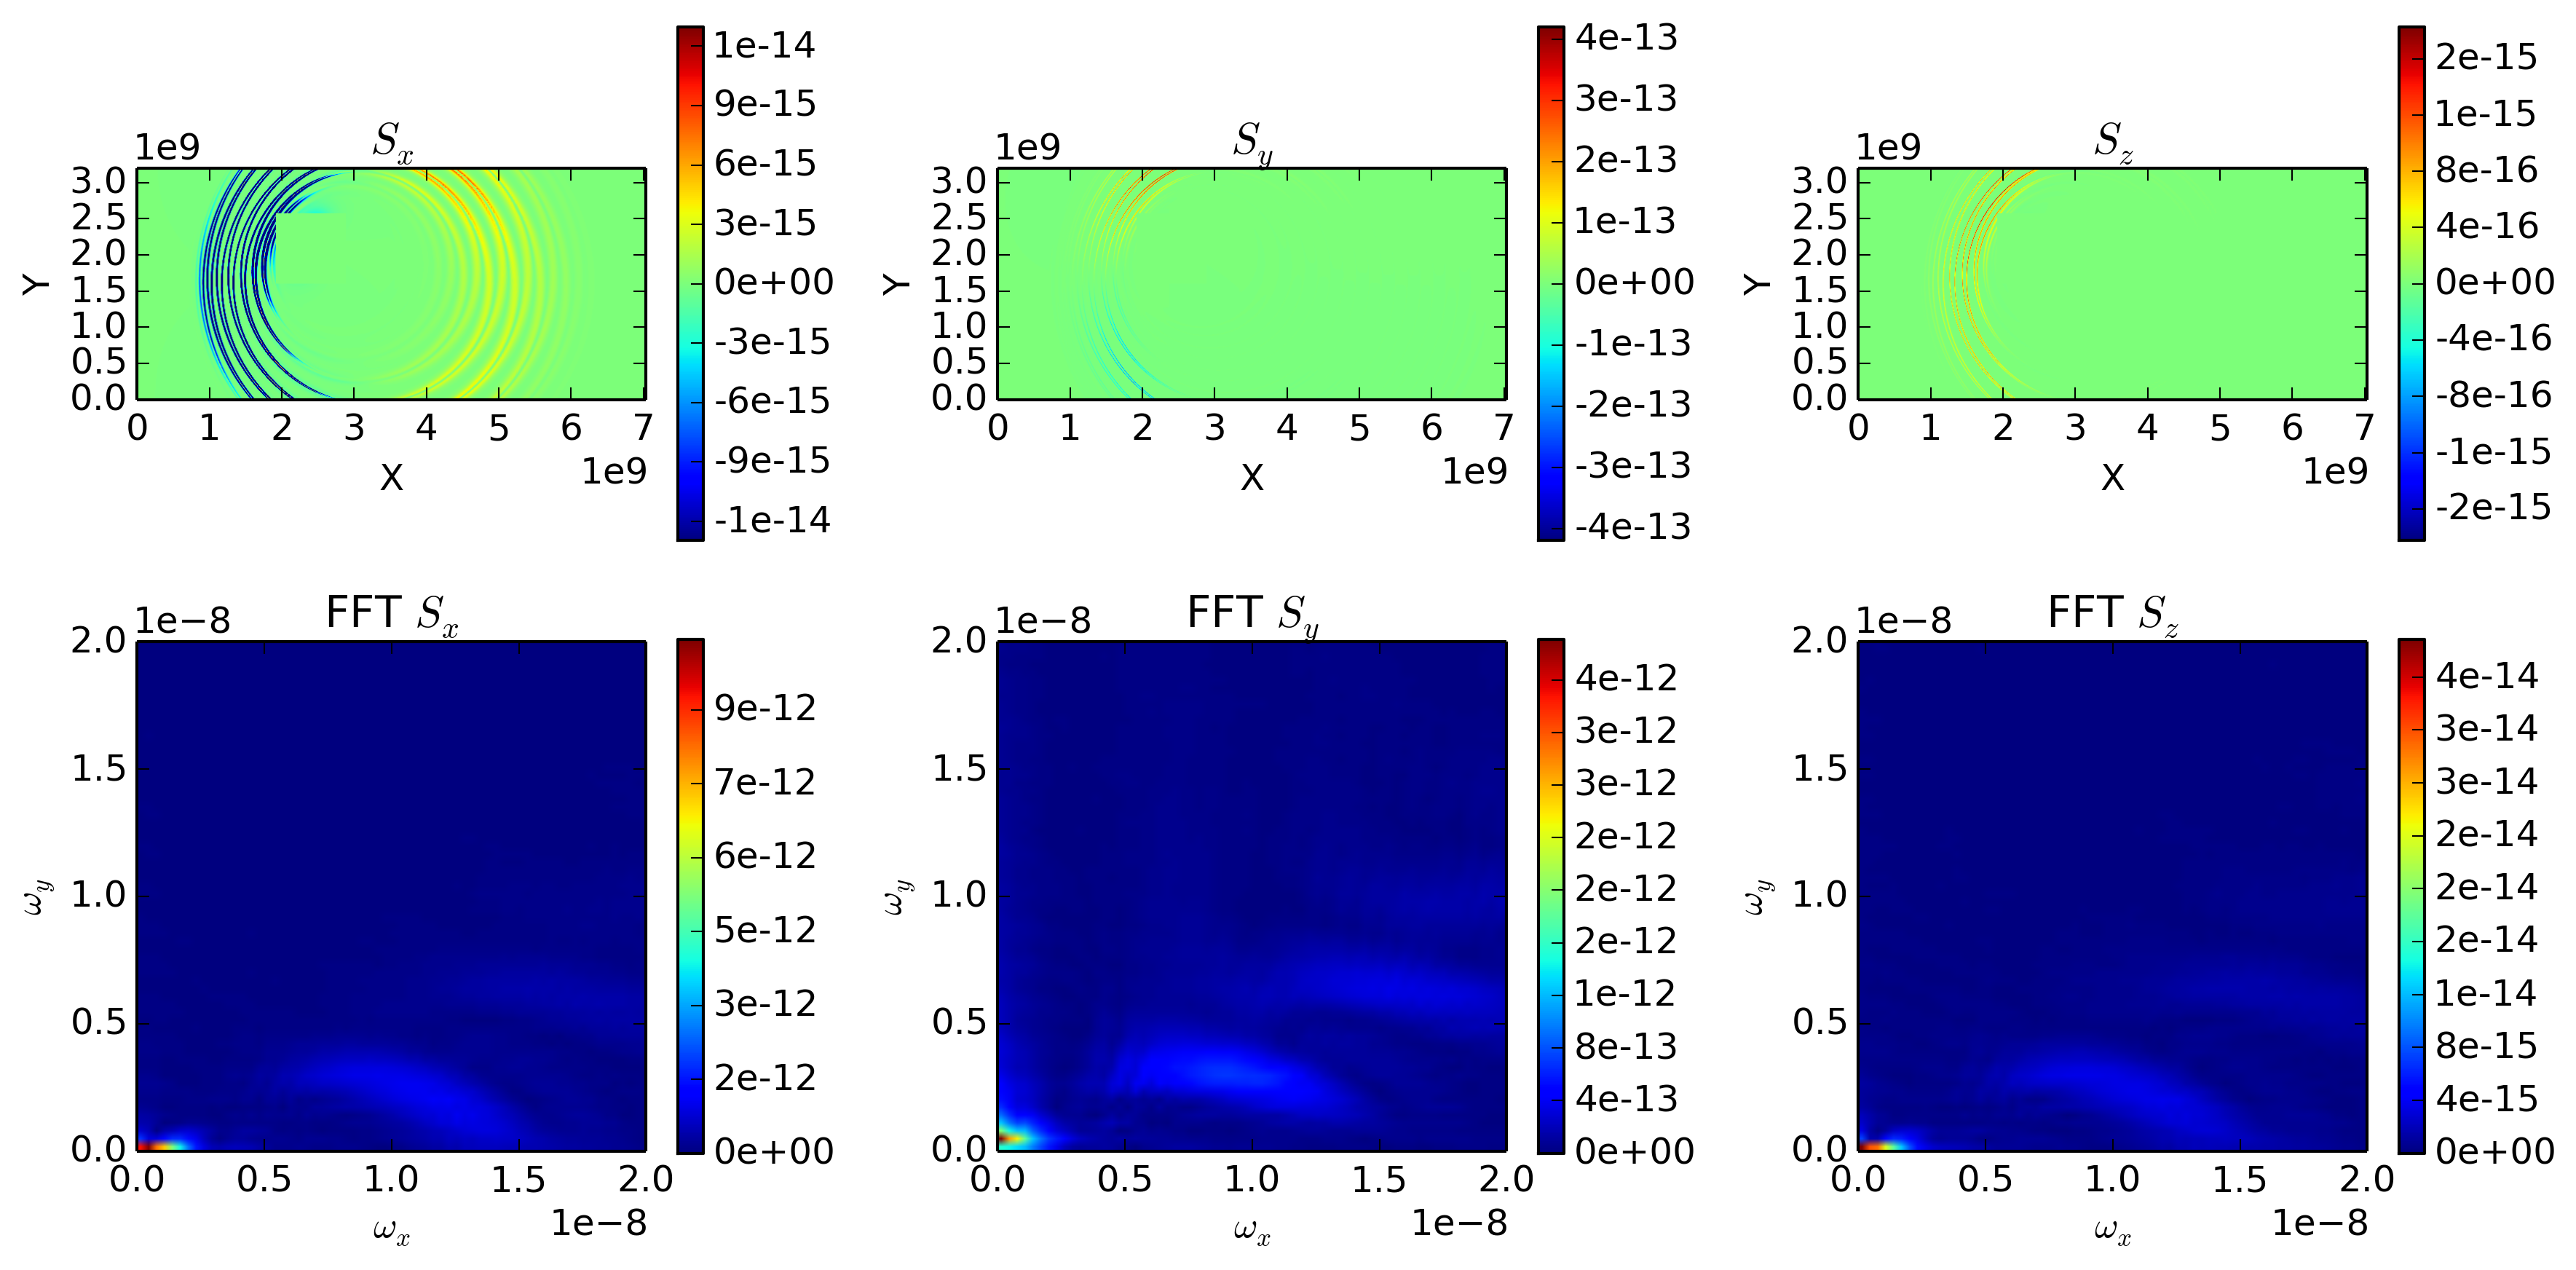 S_x
1e9
3.0
2.5
2.0
1.5
1.0
0.5
0.0
Y
0 1 2 3 4 5 6 7
1e9
X
1e-14
9e-15
6e-15
3e-15
0e+00
-3e-15
-6e-15
-9e-15
-1e-14
S_y
1e9
3.0
2.5
2.0
1.5
1.0
0.5
0.0
Y
0 1 2 3 4 5 6 7
1e9
X
4e-13
3e-13
2e-13
1e-13
0e+00
-1e-13
-2e-13
-3e-13
-4e-13
S_z
1e9
3.0
2.5
2.0
1.5
1.0
0.5
0.0
Y
0 1 2 3 4 5 6 7
1e9
X
2e-15
1e-15
8e-16
4e-16
0e+00
-4e-16
-8e-16
-1e-15
-2e-15
FFT S_x
1e−8
2.0
1.5
1.0
0.5
0.0
ω_y
0.0 0.5 1.0 1.5 2.0
1e−8
ω_x
9e-12
7e-12
6e-12
5e-12
3e-12
2e-12
0e+00
FFT S_y
1e−8
2.0
1.5
1.0
0.5
0.0
ω_y
0.0 0.5 1.0 1.5 2.0
1e−8
ω_x
4e-12
3e-12
3e-12
2e-12
2e-12
2e-12
1e-12
8e-13
4e-13
0e+00
FFT S_z
1e−8
2.0
1.5
1.0
0.5
0.0
ω_y
0.0 0.5 1.0 1.5 2.0
1e−8
ω_x
4e-14
3e-14
3e-14
2e-14
2e-14
2e-14
1e-14
8e-15
4e-15
0e+00